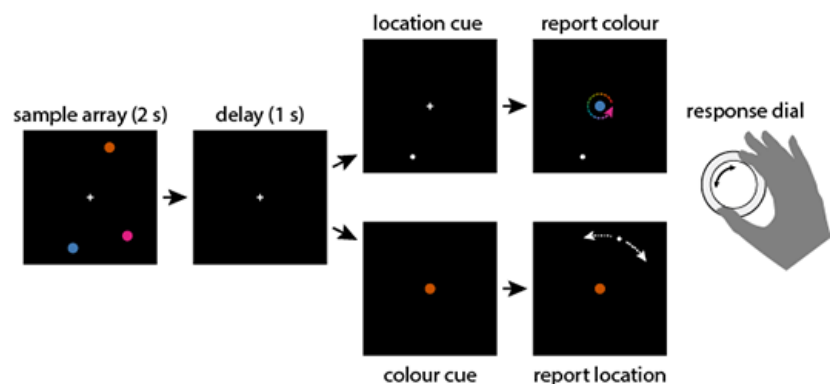 sample array (2 s)
delay (1 s)
location cue
report colour
response dial
colour cue
report location